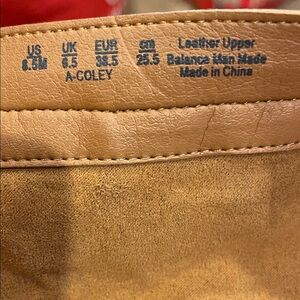 US UK EUR cm Leather Upper
8.5M 6.5 38.5 25.5 Balance Man Made
A-COLEY Made in China